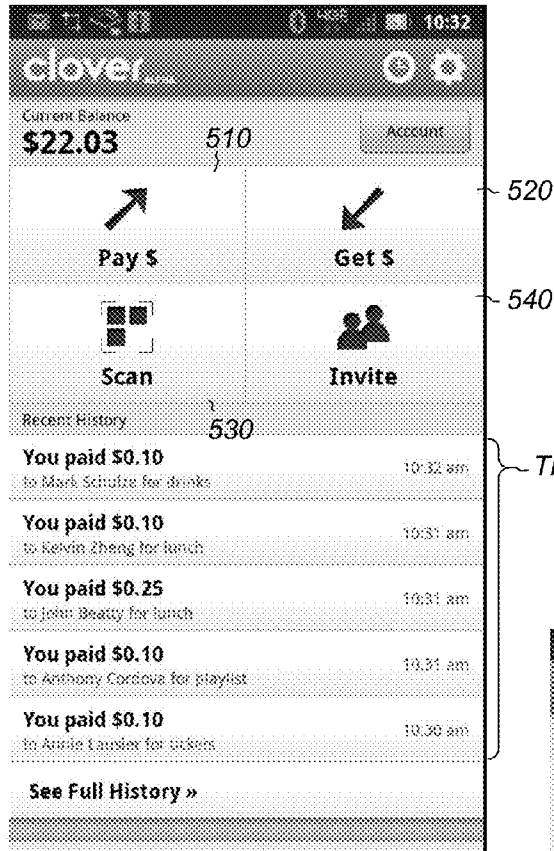 10:32
clover
Current Balance
$22.03
Account
510
520
Pay $
Get $
540
Scan
Invite
Recent History
530
You paid $0.10
10:32 am
to Mark Schulze for drinks
You paid $0.10
10:31 am
to Kelvin Zheng for lunch
You paid $0.25
10:31 am
to John Beatty for lunch
You paid $0.10
10:31 am
to Anthony Cordova for playlist
You paid $0.10
10:30 am
to Annie Lausier for tickets
See Full History »